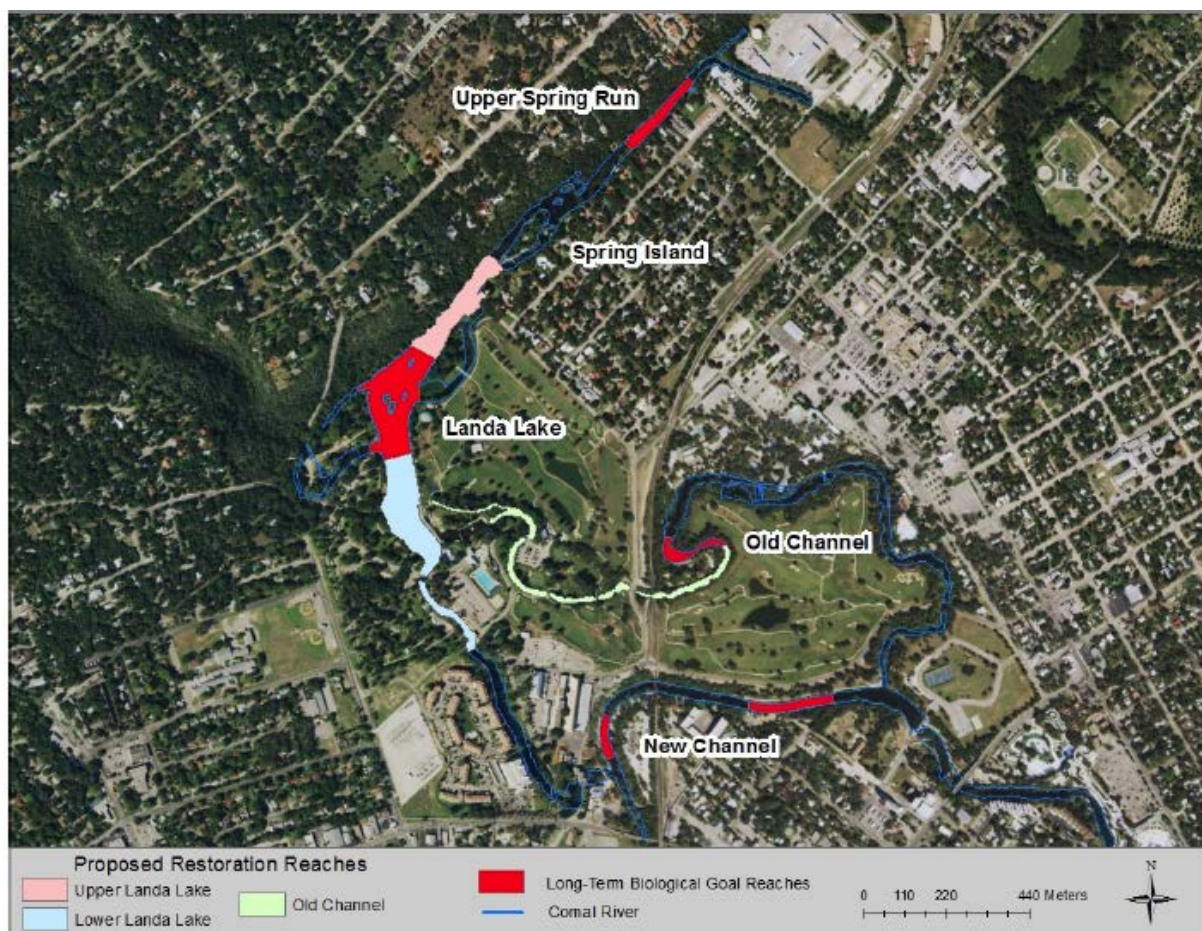 Upper Spring Run
Spring Island
Landa Lake
Old Channel
New Channel
Proposed Restoration Reaches
Upper Landa Lake
Lower Landa Lake
Old Channel
Long-Term Biological Goal Reaches
Comal River
0 110 220 440 Meters
N